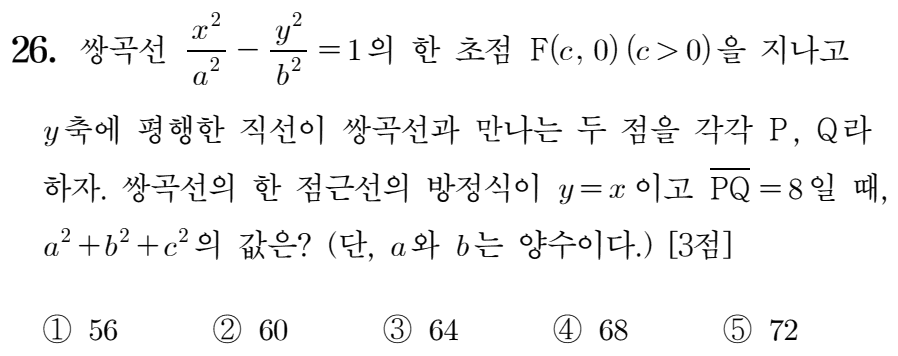 26. 쌍곡선 x²/a² − y²/b² = 1의 한 초점 F(c, 0)(c > 0)을 지나고
y축에 평행한 직선이 쌍곡선과 만나는 두 점을 각각 P, Q라
하자. 쌍곡선의 한 점근선의 방정식이 y = x이고 P̅Q̅ = 8일 때,
a² + b² + c²의 값은? (단, a와 b는 양수이다.) [3점]
① 56 ② 60 ③ 64 ④ 68 ⑤ 72